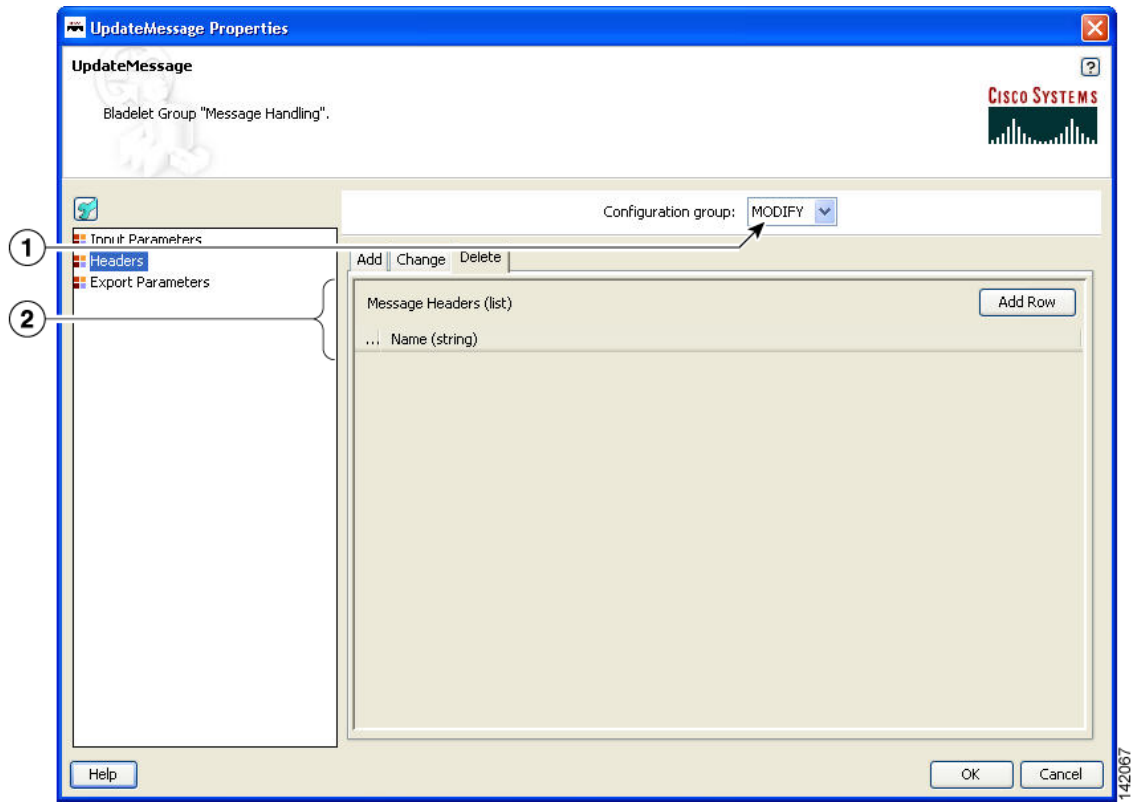 UpdateMessage Properties
UpdateMessage
Bladelet Group "Message Handling".
CISCO SYSTEMS
Configuration group: MODIFY
1
Input Parameters
Headers
Export Parameters
Add Change Delete
2
Message Headers (list) Add Row
... Name (string)
Help OK Cancel
142067